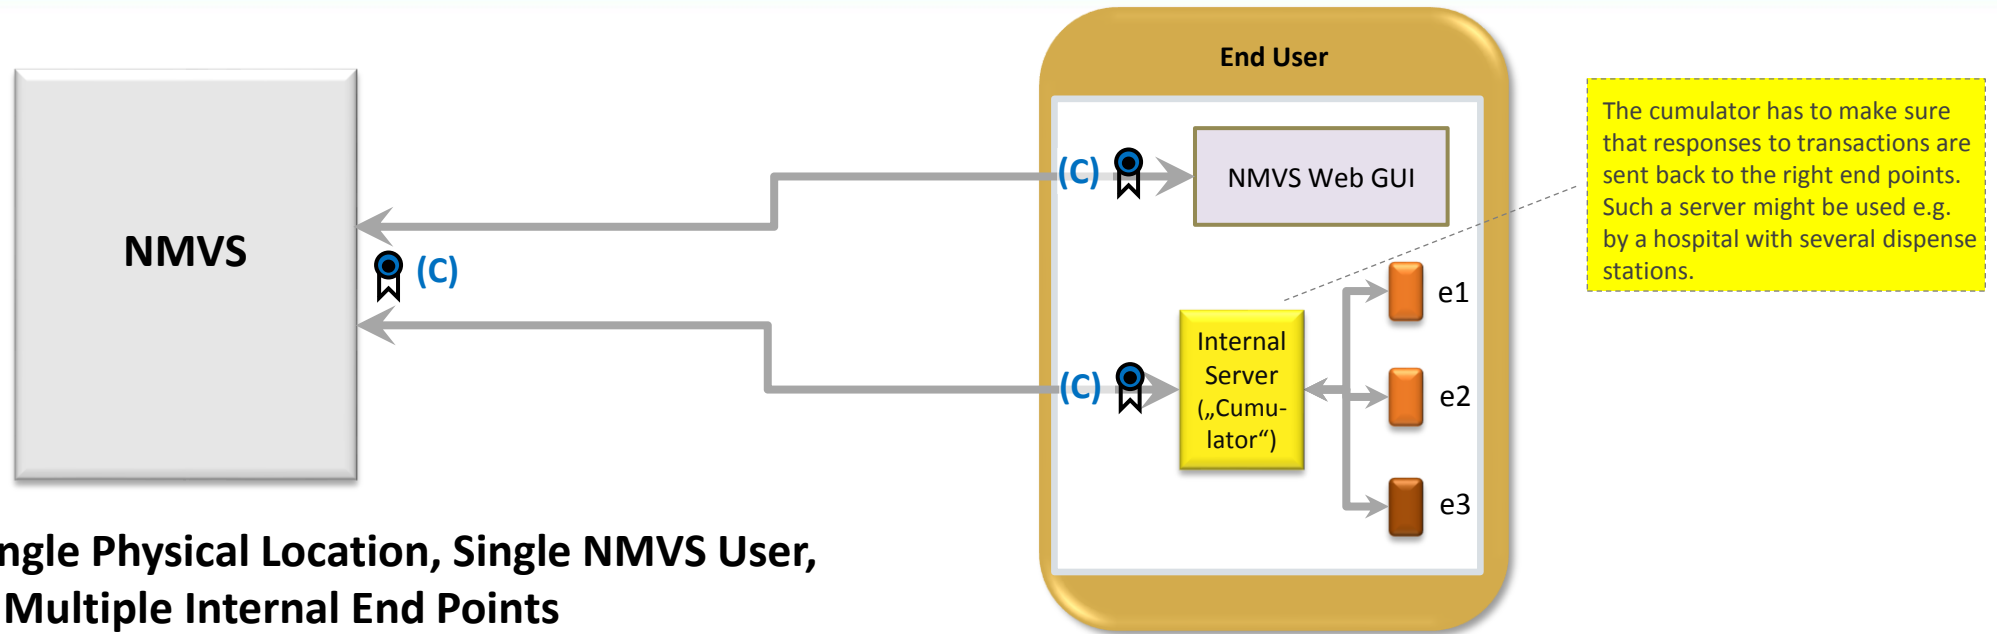 End User
NMVS
(C)
NMVS Web GUI
(C)
(C)
Internal
Server
(„Cumu-
lator“)
e1
e2
e3
The cumulator has to make sure
that responses to transactions are
sent back to the right end points.
Such a server might be used e.g.
by a hospital with several dispense
stations.
ngle Physical Location, Single NMVS User,
Multiple Internal End Points